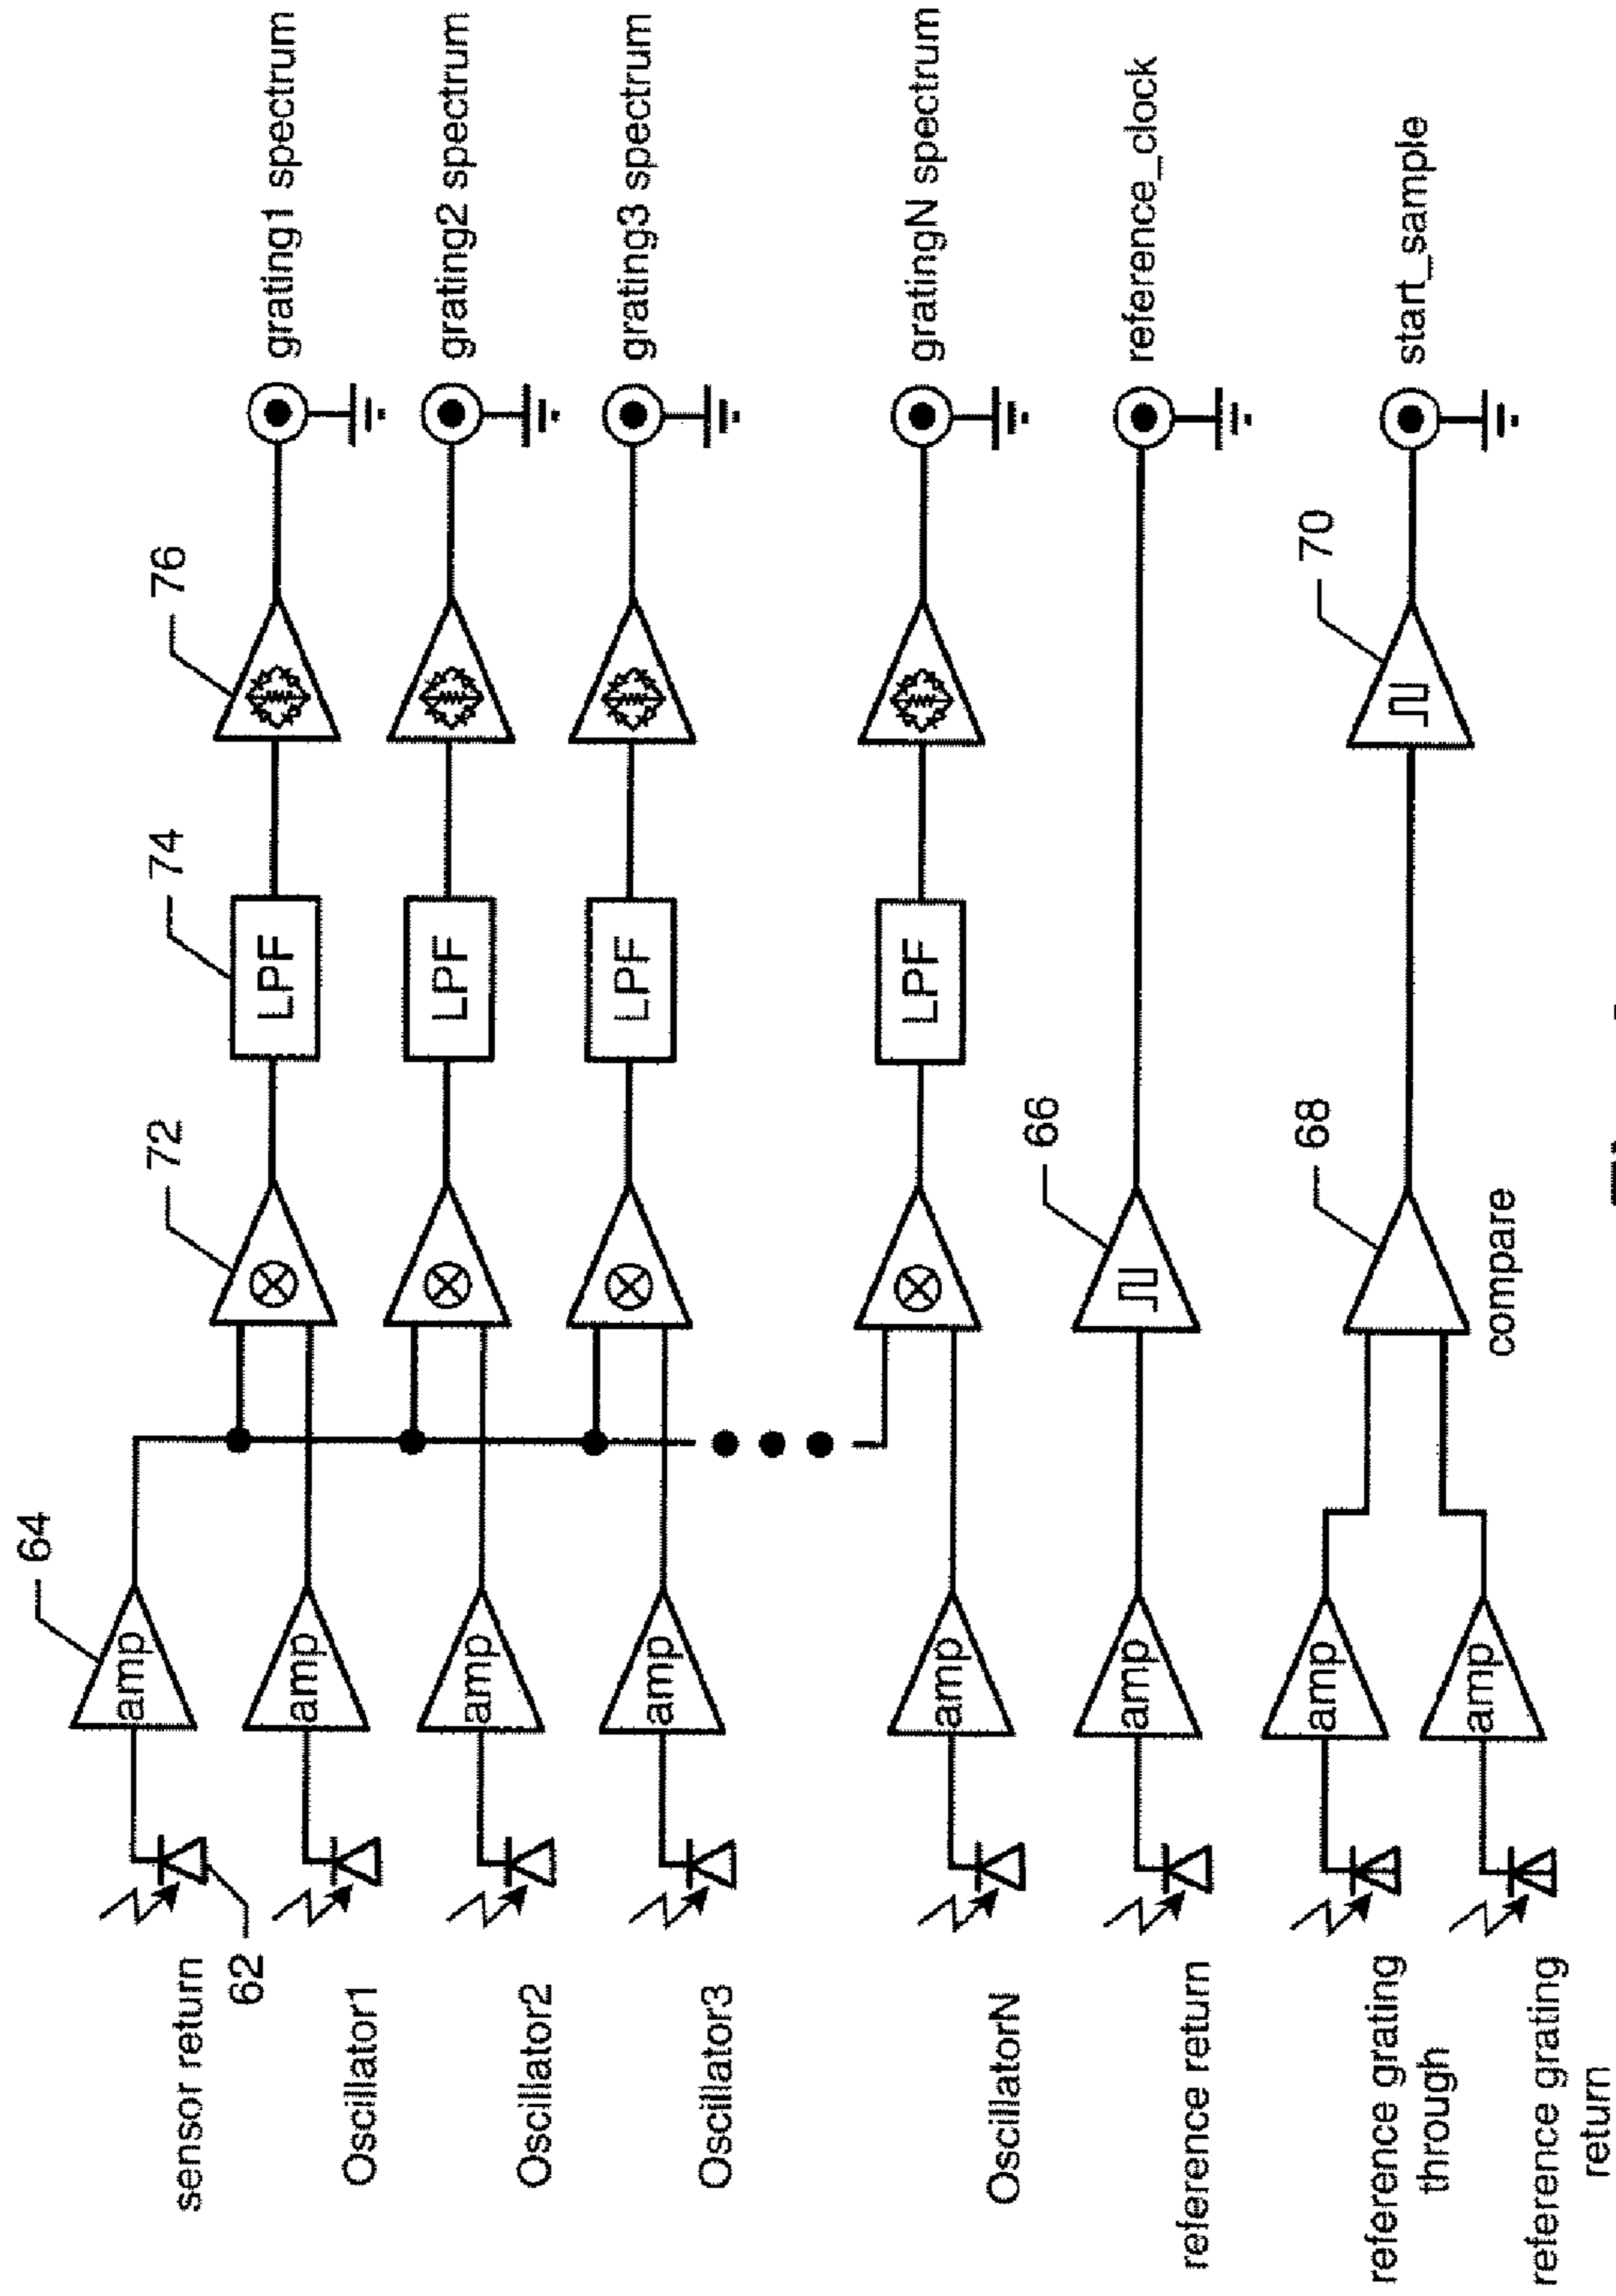 sensor return
62
amp
64
72
LPF
74
76
grating1 spectrum
Oscillator1
amp
Oscillator2
amp
LPF
grating2 spectrum
Oscillator3
amp
LPF
grating3 spectrum
OscillatorN
amp
LPF
gratingN spectrum
reference return
amp
66
reference_clock
reference grating
through
amp
68
compare
70
start_sample
reference grating
return
amp